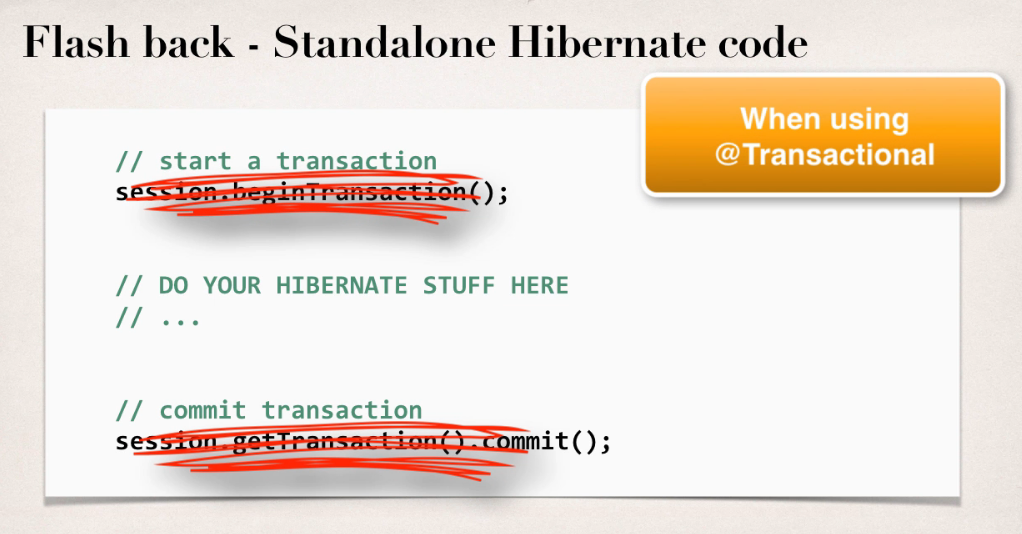 Flash back - Standalone Hibernate code
When using
@Transactional
// start a transaction
session.beginTransaction();
// DO YOUR HIBERNATE STUFF HERE
// ...
// commit transaction
session.getTransaction().commit();